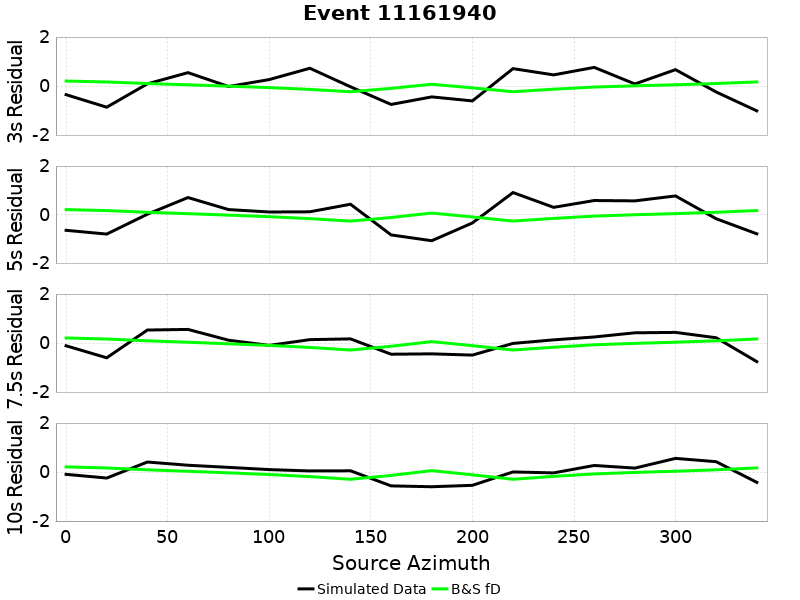 Event 11161940
3s Residual
2
0
-2
5s Residual
2
0
-2
7.5s Residual
2
0
-2
10s Residual
2
0
-2
0 50 100 150 200 250 300
Source Azimuth
Simulated Data B&S fD